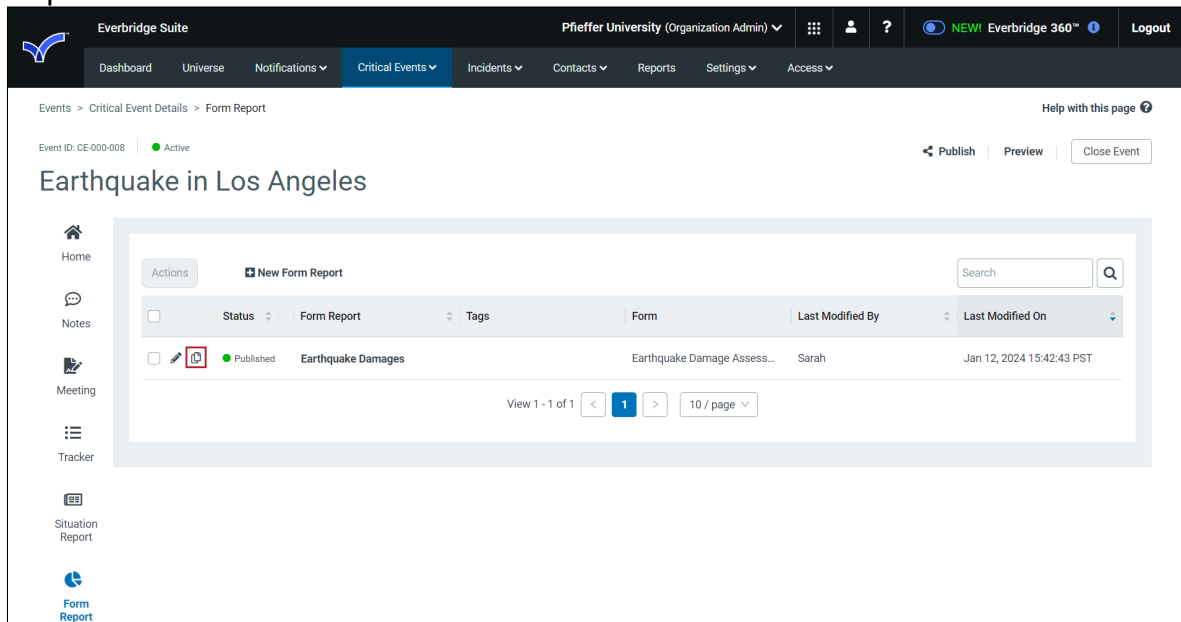 Everbridge Suite
Pfieffer University (Organization Admin)
?
NEW! Everbridge 360™
Logout
Dashboard Universe Notifications Critical Events Incidents Contacts Reports Settings Access
Events > Critical Event Details > Form Report
Help with this page
Event ID: CE-000-008 Active
Publish Preview Close Event
Earthquake in Los Angeles
Home
Notes
Meeting
Tracker
Situation
Report
Form
Report
Actions New Form Report Search
Status Form Report Tags Form Last Modified By Last Modified On
Published Earthquake Damages Earthquake Damage Assess... Sarah Jan 12, 2024 15:42:43 PST
View 1 - 1 of 1 < 1 > 10 / page